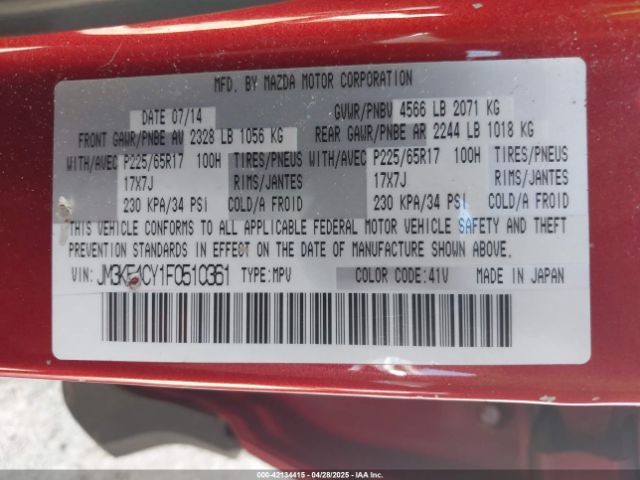 MFD. BY MAZDA MOTOR CORPORATION
DATE 07/14 GVWR/PNBV 4566 LB 2071 KG
FRONT GAWR/PNBE AV 2328 LB 1056 KG REAR GAWR/PNBE AR 2244 LB 1018 KG
WITH/AVEC P225/65R17 100H TIRES/PNEUS WITH/AVEC P225/65R17 100H TIRES/PNEUS
17X7J RIMS/JANTES 17X7J RIMS/JANTES
230 KPA/34 PSI COLD/A FROID 230 KPA/34 PSI COLD/A FROID
THIS VEHICLE CONFORMS TO ALL APPLICABLE FEDERAL MOTOR VEHICLE SAFETY AND THEFT
PREVENTION STANDARDS IN EFFECT ON THE DATE OF MANUFACTURE SHOWN ABOVE.
VIN: JM3KE4CY1F0510361 TYPE:MPV COLOR CODE:41V MADE IN JAPAN
000-42134415 - 04/28/2025 - IAAI.COM